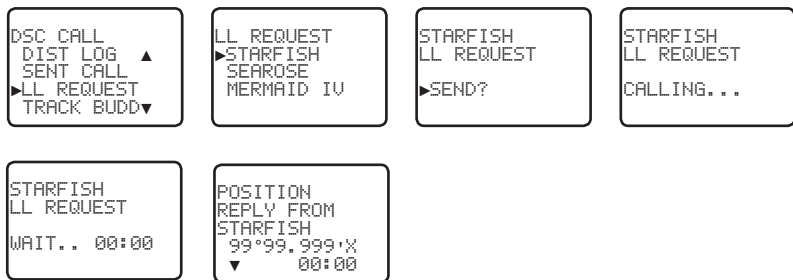 DSC CALL
DIST LOG ▲
SENT CALL
►LL REQUEST
TRACK BUDD▼
LL REQUEST
►STARFISH
SEAROSE
MERMAID IV
STARFISH
LL REQUEST
►SEND?
STARFISH
LL REQUEST
CALLING...
STARFISH
LL REQUEST
WAIT.. 00:00
POSITION
REPLY FROM
STARFISH
99°99.999'X
▼ 00:00